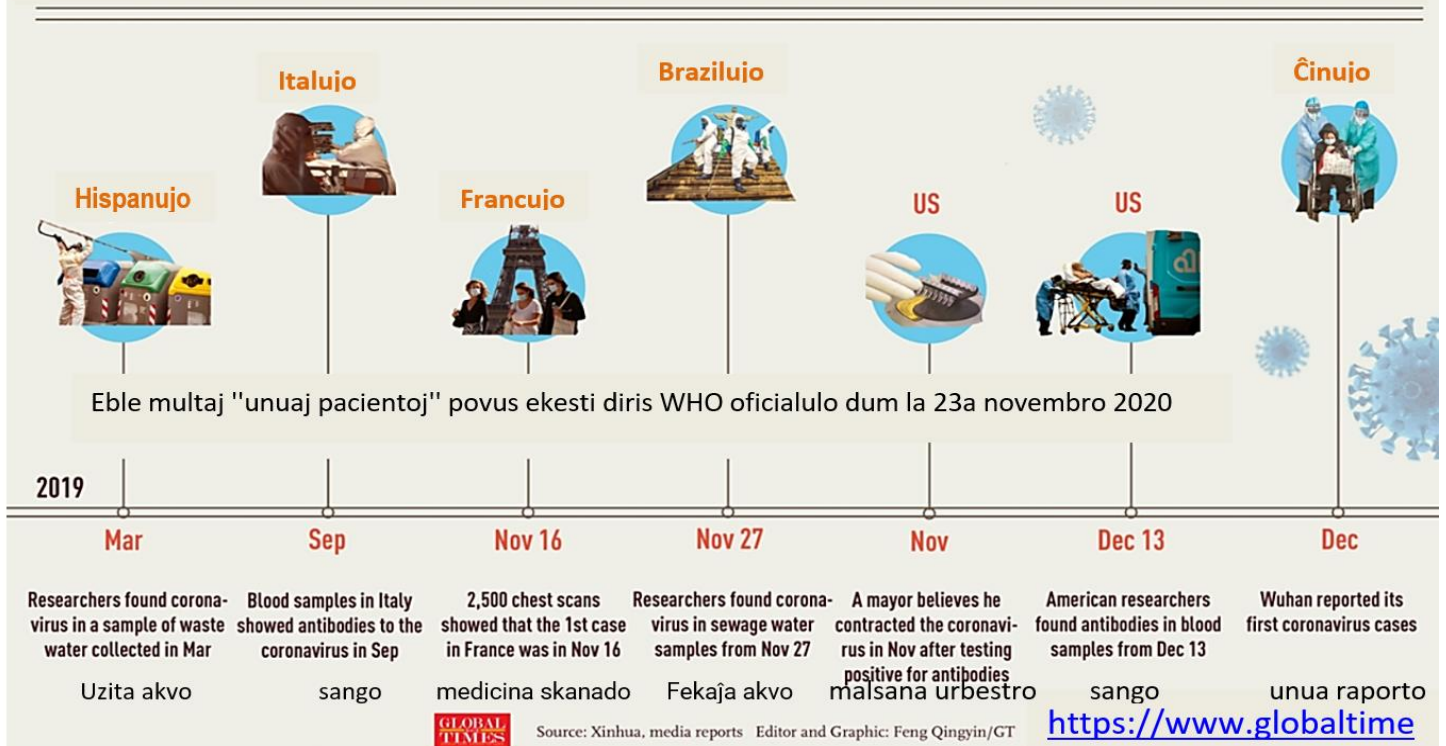 Italujo
Brazilujo
Ĉinujo
Hispanujo
Francujo
US
US
Eble multaj "unuaj pacientoj" povus ekesti diris WHO oficialulo dum la 23a novembro 2020
2019
Mar
Sep
Nov 16
Nov 27
Nov
Dec 13
Dec
Researchers found corona-
virus in a sample of waste
water collected in Mar
Uzita akvo
Blood samples in Italy
showed antibodies to the
coronavirus in Sep
sango
2,500 chest scans
showed that the 1st case
in France was in Nov 16
medicina skanado
Researchers found corona-
virus in sewage water
samples from Nov 27
Fekaĵa akvo
A mayor believes he
contracted the coronavi-
rus in Nov after testing
positive for antibodies
malsana urbestro
American researchers
found antibodies in blood
samples from Dec 13
sango
Wuhan reported its
first coronavirus cases
unua raporto
GLOBAL
TIMES
Source: Xinhua, media reports Editor and Graphic: Feng Qingyin/GT
https://www.globaltime